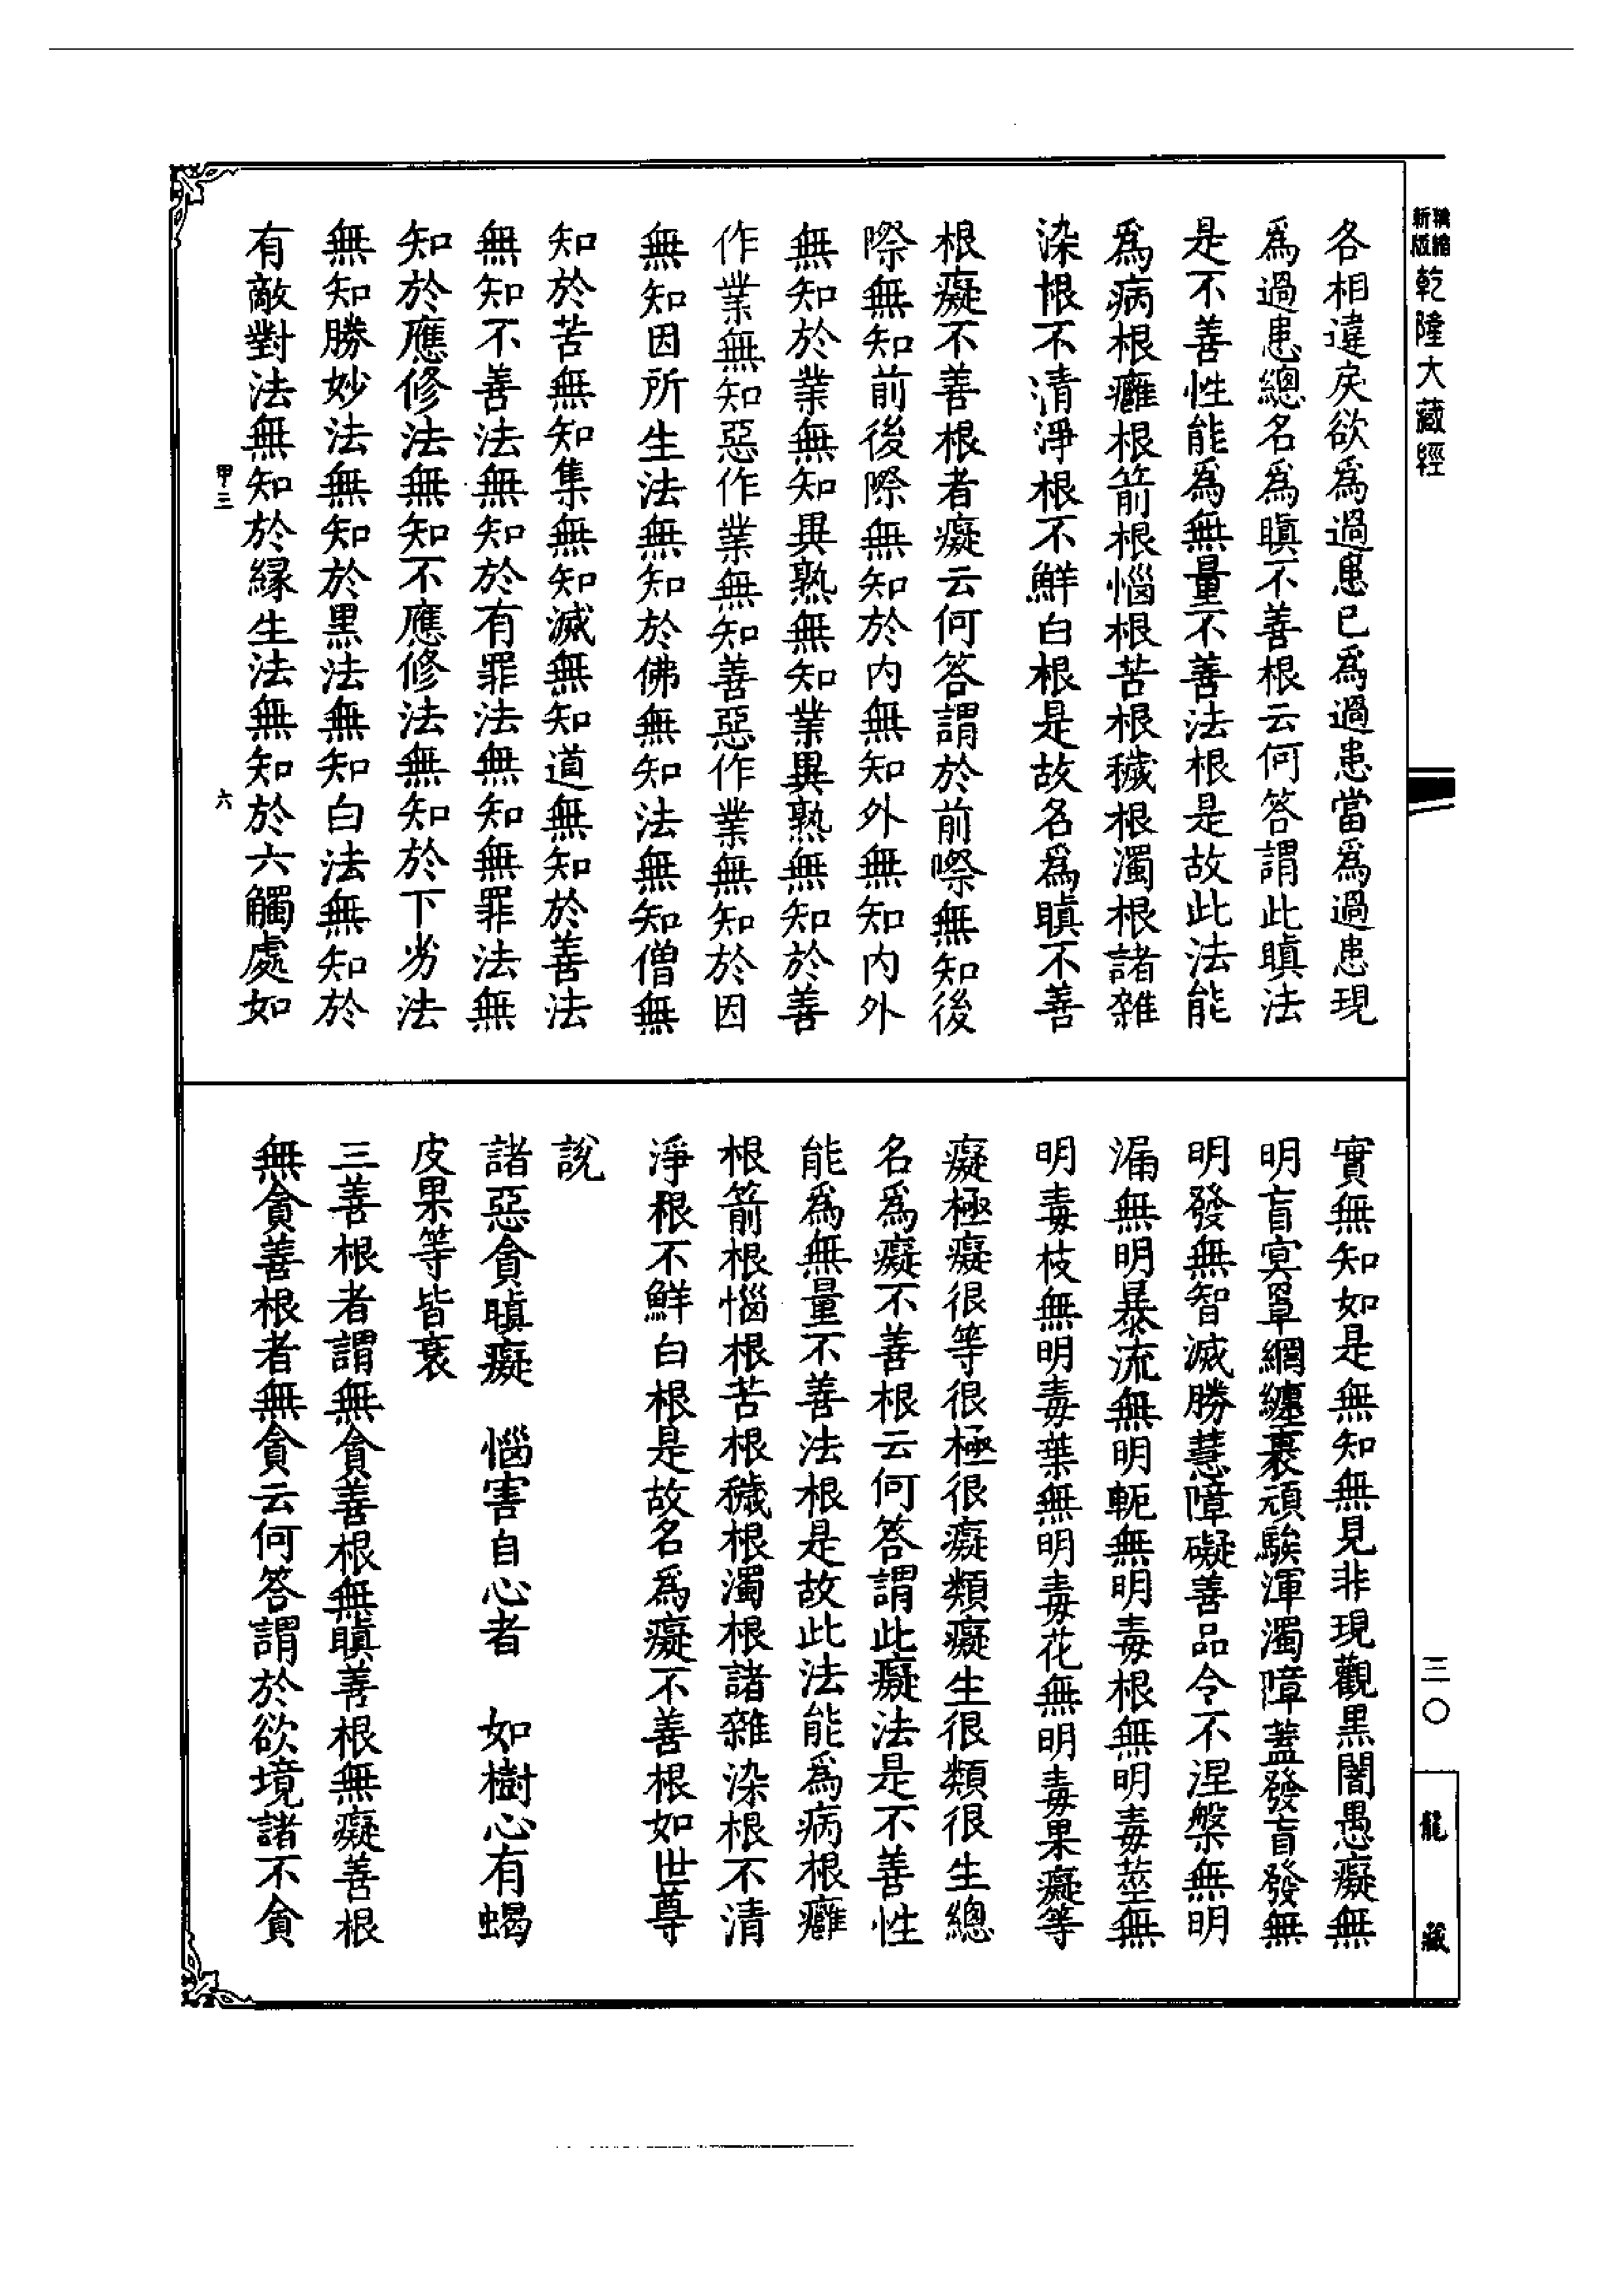 新版精縮乾隆大藏經
各相違戾欲爲過患已爲過患當爲過患現
爲過患總名爲瞋不善根云何答謂此瞋法
是不善性能爲無量不善法根是故此法能
爲病根癰根箭根惱根苦根穢根濁根諸雜
染根不清淨根不鮮白根是故名爲瞋不善
根癡不善根者癡云何答謂於前際無知後
際無知前後際無知於内無知外無知内外
無知於業無知異熟無知業異熟無知於善
作業無知惡作業無知善惡作業無知於因
無知因所生法無知於佛無知法無知僧無
知於苦無知集無知滅無知道無知於善法
無知不善法無知於有罪法無知無罪法無
知於應修法無知不應修法無知於下劣法
無知勝妙法無知於黑法無知白法無知於
有敵對法無知於緣生法無知於六觸處如
甲三
六
實無知如是無知無見非現觀黑闇愚癡無
明盲冥罩網纏裹頑騃渾濁障蓋發盲發無
明發無智滅勝慧障礙善品令不涅槃無明
漏無明暴流無明軛無明毒根無明毒莖無
明毒枝無明毒葉無明毒花無明毒果癡等
癡極癡很等很極很癡類癡生很類很生總
名爲癡不善根云何答謂此癡法是不善性
能爲無量不善法根是故此法能爲病根癰
根箭根惱根苦根穢根濁根諸雜染根不清
淨根不鮮白根是故名爲癡不善根如世尊
說
諸惡貪瞋癡　惱害自心者　如樹心有蝎
皮果等皆衰
三善根者謂無貪善根無瞋善根無癡善根
無貪善根者無貪云何答謂於欲境諸不貪
三〇
龍藏